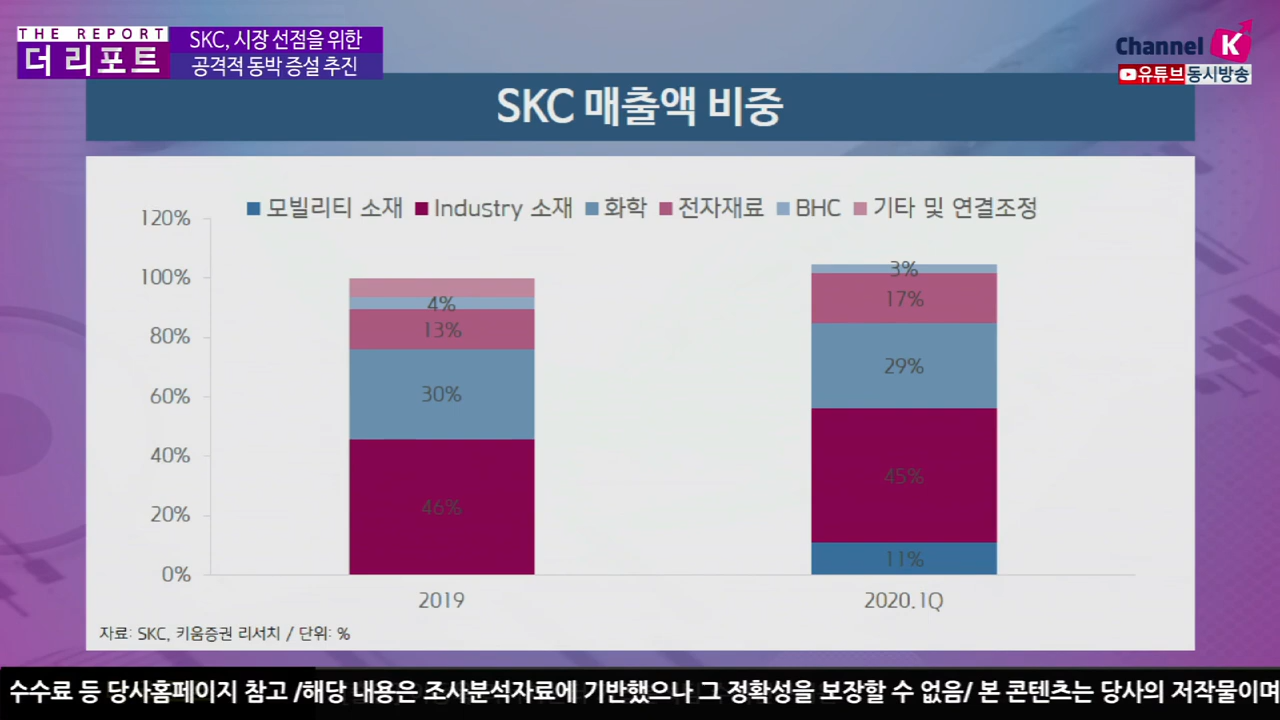 THE REPORT
더 리포트
SKC, 시장 선점을 위한
공격적 동박 증설 추진
Channel K
유튜브동시방송
SKC 매출액 비중
모빌리티 소재 Industry 소재 화학 전자재료 BHC 기타 및 연결조정
120%
100%
80%
60%
40%
20%
0%
4%
13%
30%
46%
3%
17%
29%
45%
11%
2019
2020.1Q
자료: SKC, 키움증권 리서치 / 단위: %
수수료 등 당사홈페이지 참고 /해당 내용은 조사분석자료에 기반했으나 그 정확성을 보장할 수 없음/ 본 콘텐츠는 당사의 저작물이며